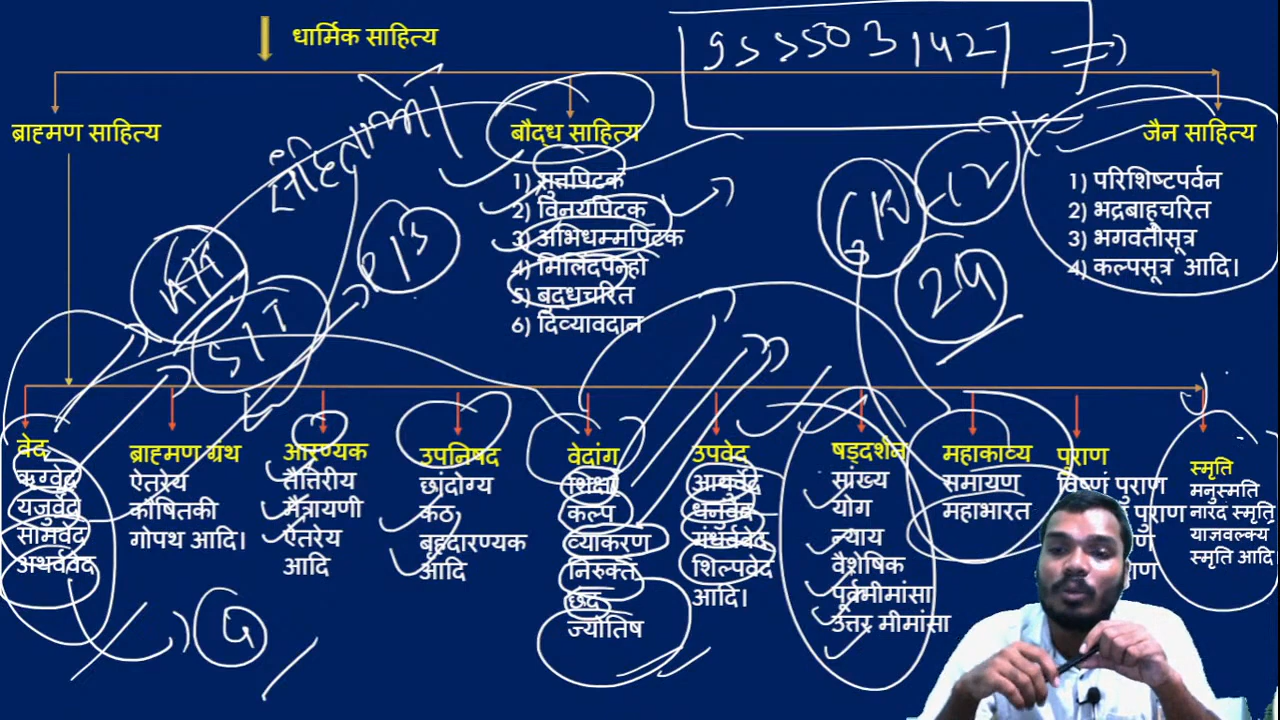 धार्मिक साहित्य
9555031427
ब्राह्मण साहित्य
बौद्ध साहित्य
1) सुत्तपिटक
2) विनयपिटक
3) अभिधम्मपिटक
4) मिलिंदपन्हो
5) बुद्धचरित
6) दिव्यावदान
जैन साहित्य
1) परिशिष्टपर्वन
2) भद्रबाहुचरित
3) भगवतीसूत्र
4) कल्पसूत्र आदि।
संहिताओं
वेद
ऋग्वेद
यजुर्वेद
सामवेद
अथर्ववेद
ब्राह्मण ग्रंथ
ऐतरेय
कौषितकी
गोपथ आदि।
आरण्यक
तैत्तिरीय
मैत्रायणी
ऐतरेय
आदि
उपनिषद
छांदोग्य
कठ
बृहदारण्यक
आदि
वेदांग
शिक्षा
कल्प
व्याकरण
निरुक्त
छंद
ज्योतिष
उपवेद
आयुर्वेद
धनुर्वेद
गंधर्ववेद
शिल्पवेद
आदि।
षड्दर्शन
सांख्य
योग
न्याय
वैशेषिक
पूर्वमीमांसा
उत्तर मीमांसा
महाकाव्य
रामायण
महाभारत
पुराण
विष्णु पुराण
पुराण
स्मृति
मनुस्मति
नारद स्मृति
याज्ञवल्क्य
स्मृति आदि